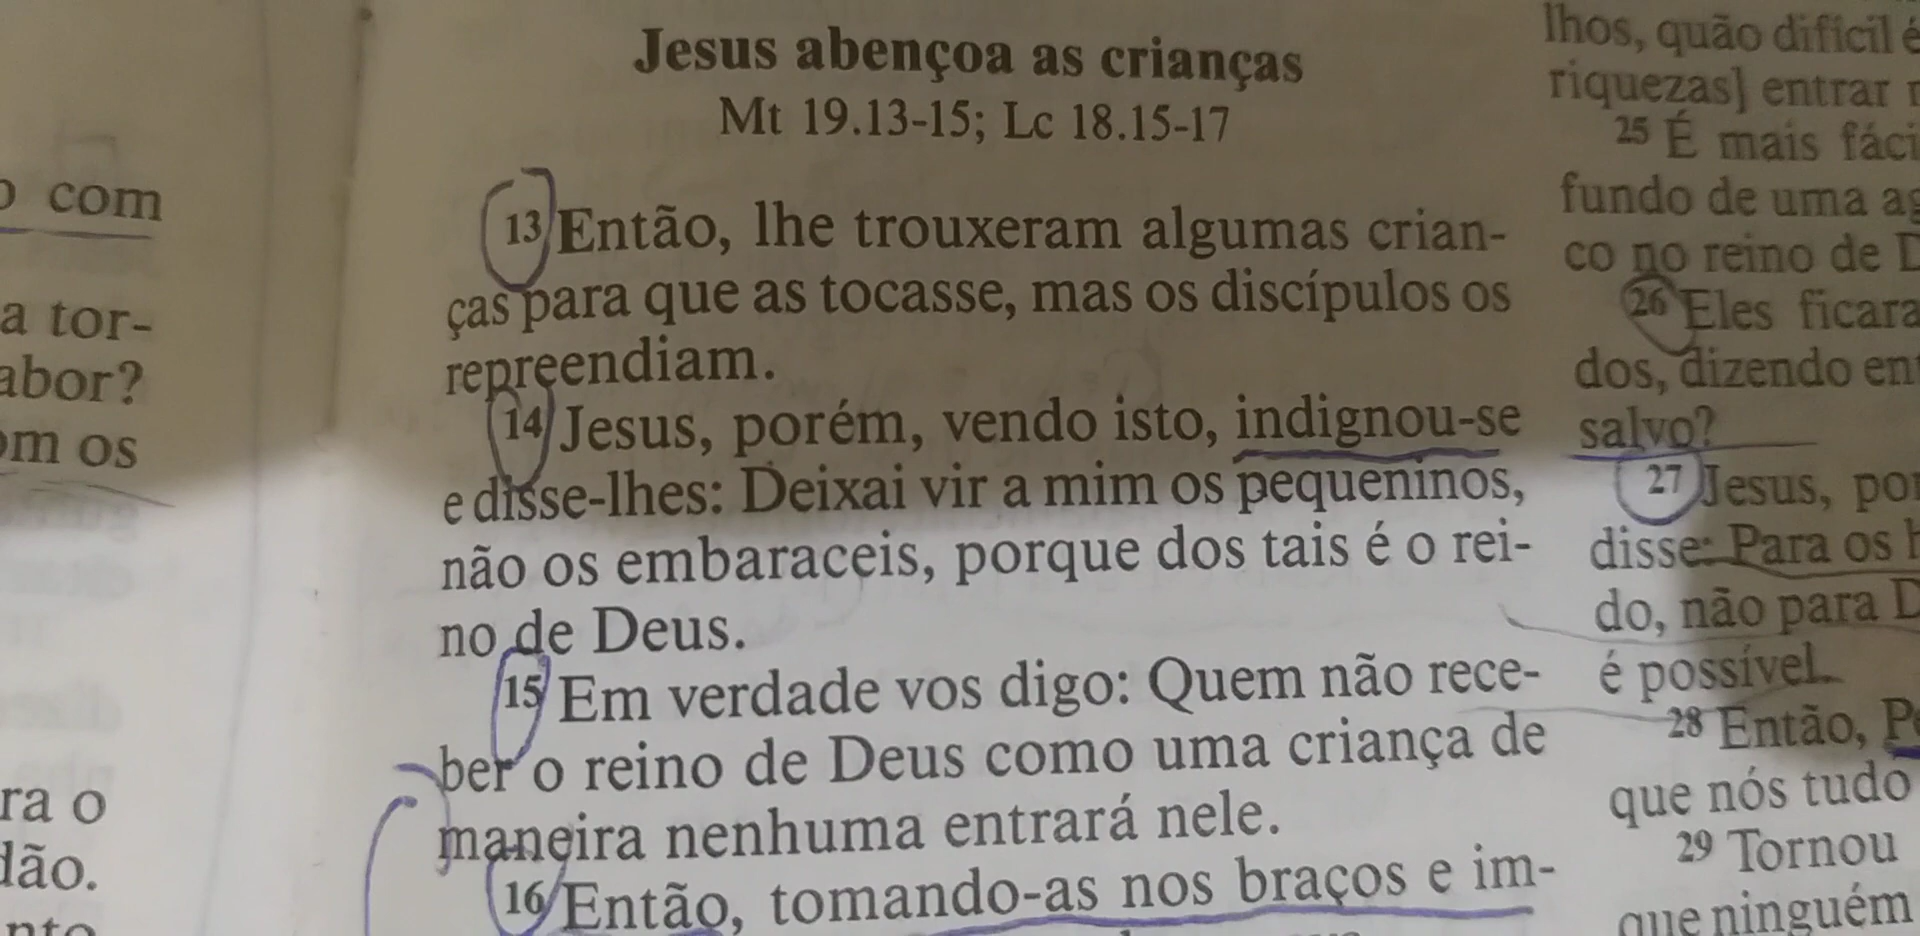 com
a tor-
abor?
om os
ra o
dão.
Jesus abençoa as crianças
Mt 19.13-15; Lc 18.15-17
13 Então, lhe trouxeram algumas crian-
ças para que as tocasse, mas os discípulos os
repreendiam.
14 Jesus, porém, vendo isto, indignou-se
e disse-lhes: Deixai vir a mim os pequeninos,
não os embaraceis, porque dos tais é o rei-
no de Deus.
15 Em verdade vos digo: Quem não rece-
ber o reino de Deus como uma criança de
maneira nenhuma entrará nele.
16 Então, tomando-as nos braços e im-
lhos, quão difícil é
riquezas] entrar
25 É mais fáci
fundo de uma ag
co no reino de D
26 Eles ficara
dos, dizendo ent
salvo?
27 Jesus, por
disse: Para os h
do, não para D
é possível.
28 Então, Pe
que nós tudo
29 Tornou
que ninguém